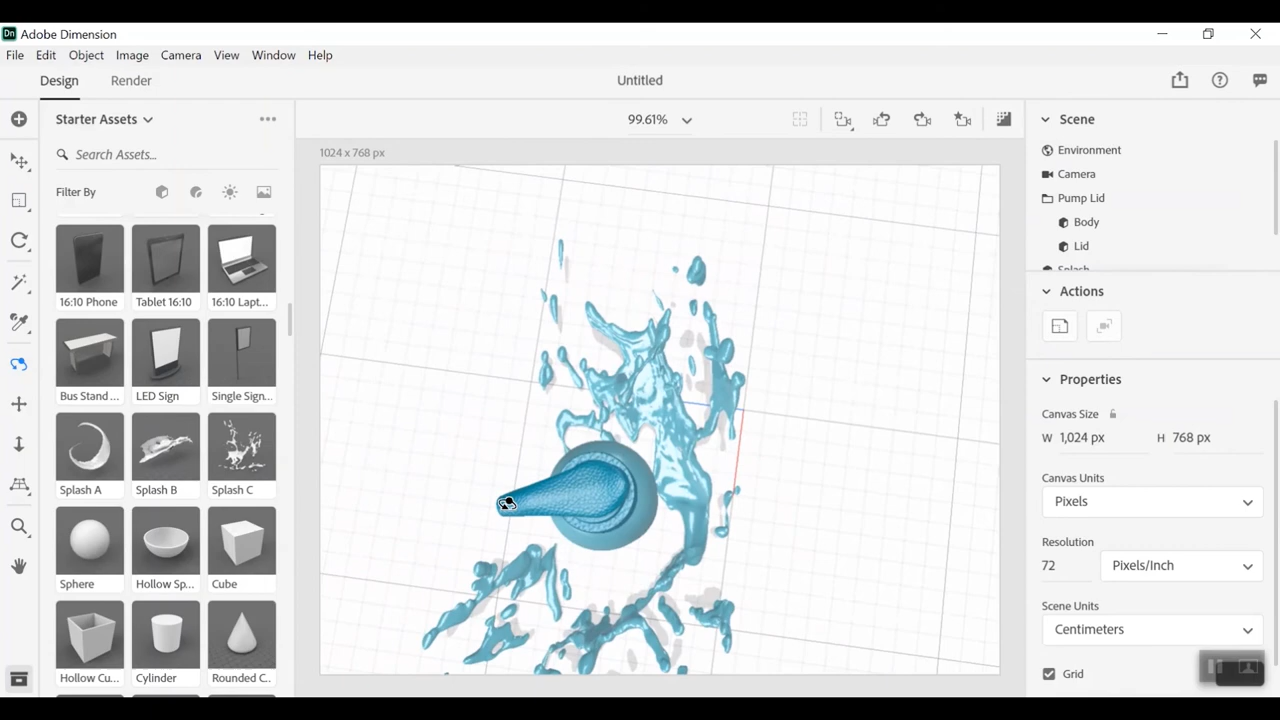 Dn Adobe Dimension
File Edit Object Image Camera View Window Help
Design Render Untitled
Starter Assets
99.61%
Search Assets...
Filter By
1024 x 768 px
16:10 Phone Tablet 16:10 16:10 Lapt...
Bus Stand ... LED Sign Single Sign...
Splash A Splash B Splash C
Sphere Hollow Sp... Cube
Hollow Cu... Cylinder Rounded C..
Scene
Environment
Camera
Pump Lid
Body
Lid
Splash
Actions
Properties
Canvas Size
W 1,024 px H 768 px
Canvas Units
Pixels
Resolution
72 Pixels/Inch
Scene Units
Centimeters
Grid